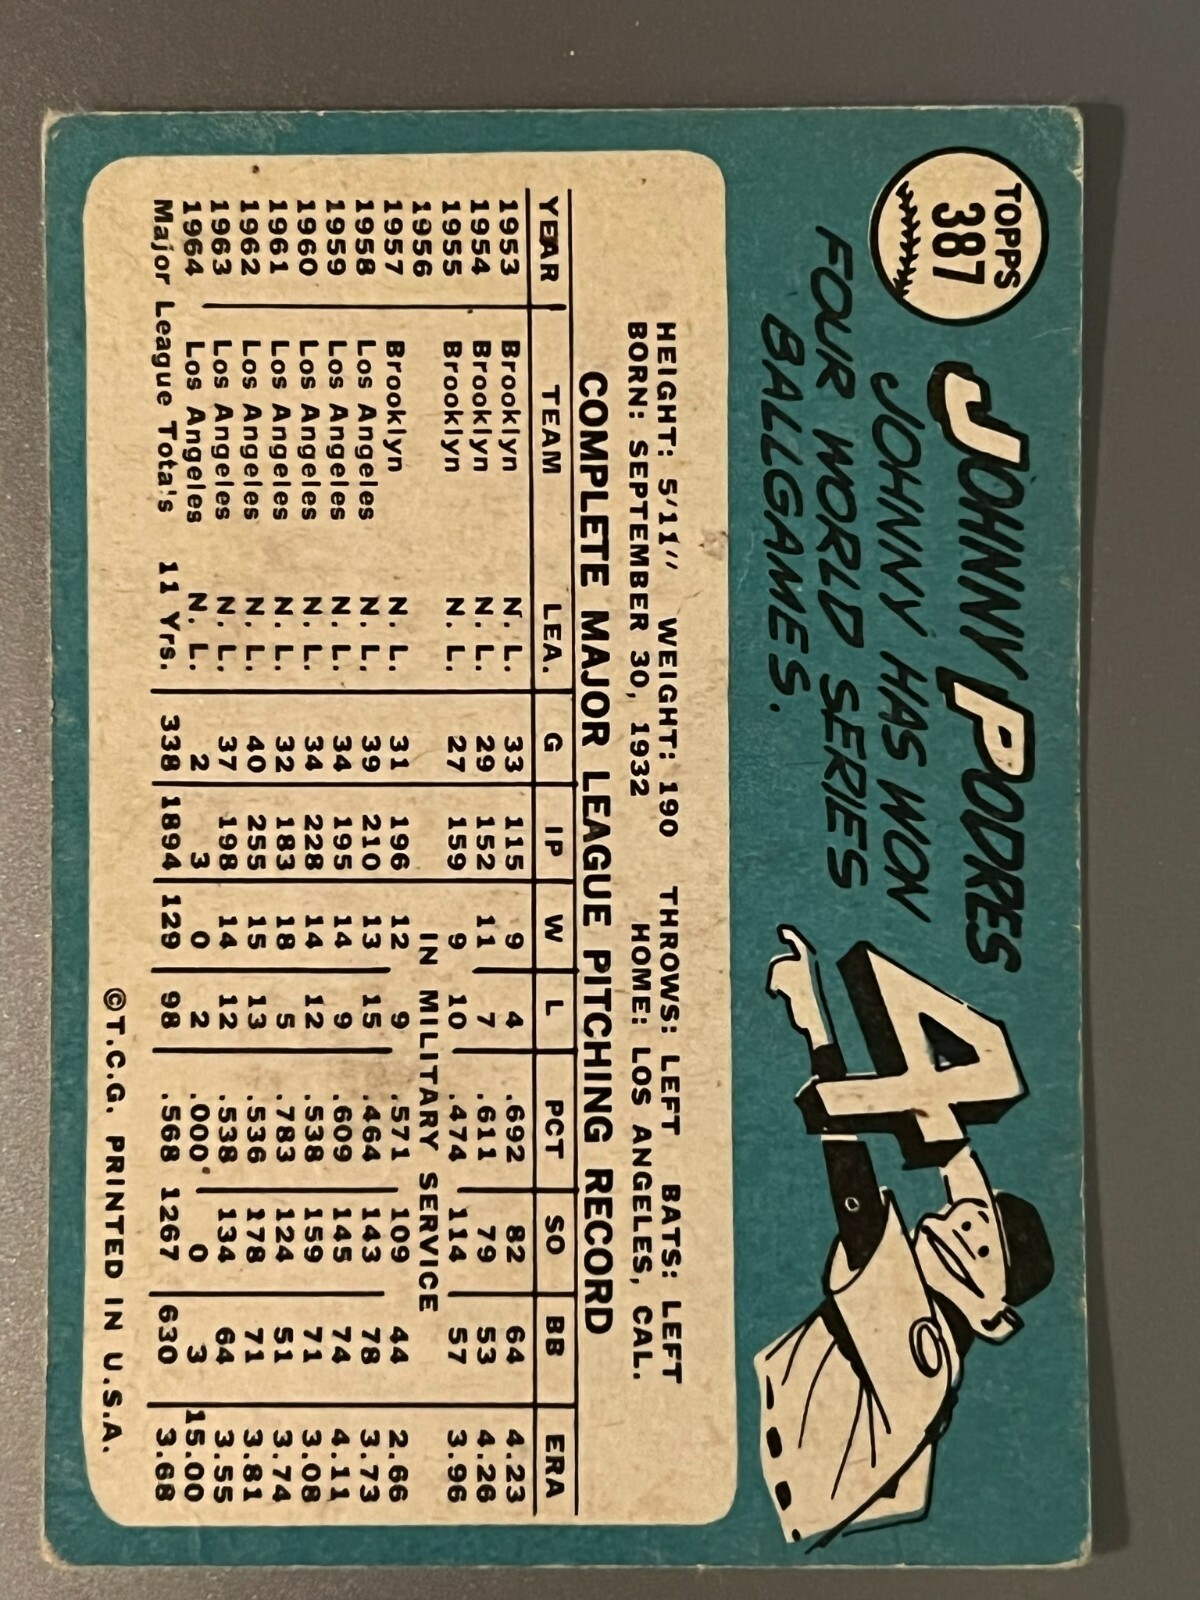 TOPPS
387
JOHNNY PODRES
JOHNNY HAS WON
FOUR WORLD SERIES
BALLGAMES.
4
HEIGHT: 5'11" WEIGHT: 190 THROWS: LEFT BATS: LEFT
BORN: SEPTEMBER 30, 1932 HOME: LOS ANGELES, CAL.
COMPLETE MAJOR LEAGUE PITCHING RECORD
YEAR TEAM LEA. G IP W L PCT SO BB ERA
1953 Brooklyn N. L. 33 115 9 4 .692 82 64 4.23
1954 Brooklyn N. L. 29 152 11 7 .611 79 53 4.26
1955 Brooklyn N. L. 27 159 9 10 .474 114 57 3.96
1956 IN MILITARY SERVICE
1957 Brooklyn N. L. 31 196 12 9 .571 109 44 2.66
1958 Los Angeles N. L. 39 210 13 15 .464 143 78 3.73
1959 Los Angeles N. L. 34 195 14 9 .609 145 74 4.11
1960 Los Angeles N. L. 34 228 14 12 .538 159 71 3.08
1961 Los Angeles N. L. 32 183 18 5 .783 124 51 3.74
1962 Los Angeles N. L. 40 255 15 13 .536 178 71 3.81
1963 Los Angeles N. L. 37 198 14 12 .538 134 64 3.55
1964 Los Angeles N. L. 2 3 0 2 .000 0 3 15.00
Major League Tota's 11 Yrs. 338 1894 129 98 .568 1267 630 3.68
©T.C.G. PRINTED IN U.S.A.